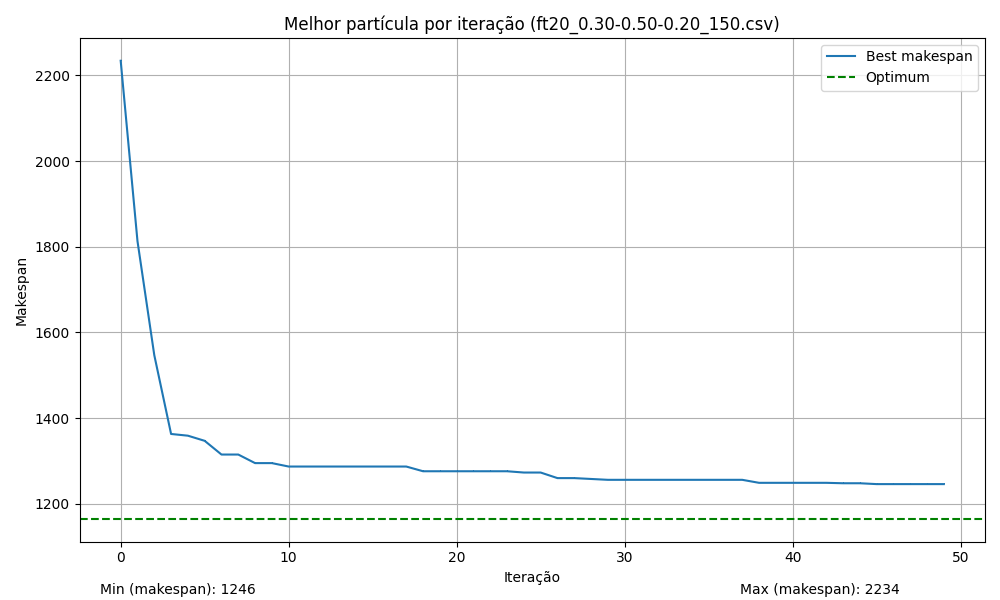 Melhor partícula por iteração (ft20_0.30-0.50-0.20_150.csv)
Best makespan
Optimum
2200
2000
1800
1600
1400
1200
Makespan
0
10
20
30
40
50
Iteração
Min (makespan): 1246
Max (makespan): 2234